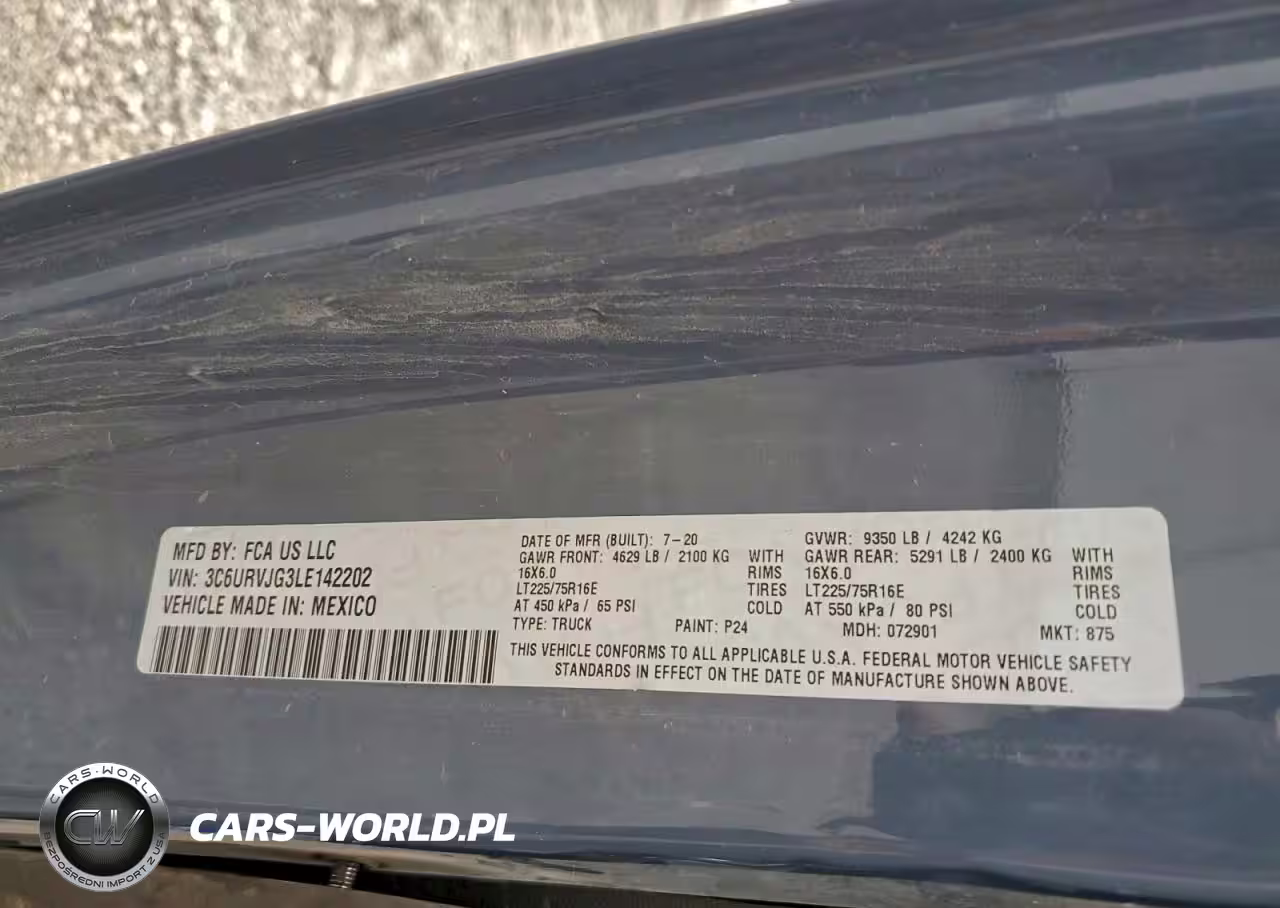 MFD BY: FCA US LLC
VIN: 3C6URVJG3LE142202
VEHICLE MADE IN: MEXICO
DATE OF MFR (BUILT): 7-20
GVWR: 9350 LB / 4242 KG
GAWR FRONT: 4629 LB / 2100 KG WITH
GAWR REAR: 5291 LB / 2400 KG WITH
16X6.0 RIMS
16X6.0 RIMS
LT225/75R16E TIRES
LT225/75R16E TIRES
AT 450 kPa / 65 PSI COLD
AT 550 kPa / 80 PSI COLD
TYPE: TRUCK PAINT: P24 MDH: 072901 MKT: 875
THIS VEHICLE CONFORMS TO ALL APPLICABLE U.S.A. FEDERAL MOTOR VEHICLE SAFETY
STANDARDS IN EFFECT ON THE DATE OF MANUFACTURE SHOWN ABOVE.
CARS-WORLD
CW
BEZPOŚREDNI IMPORT Z USA
CARS-WORLD.PL